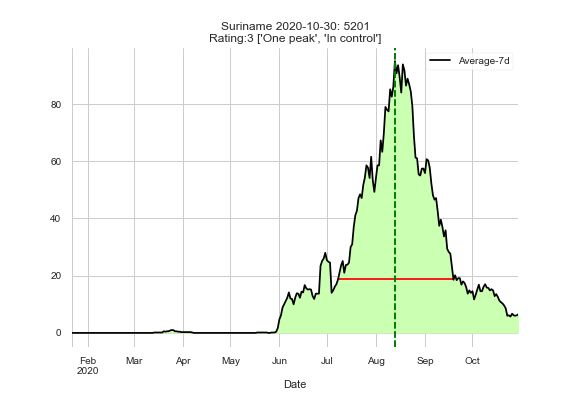 Suriname 2020-10-30: 5201
Rating:3 ['One peak', 'In control']
Average-7d
80
60
40
20
0
Feb Mar Apr May Jun Jul Aug Sep Oct
2020
Date